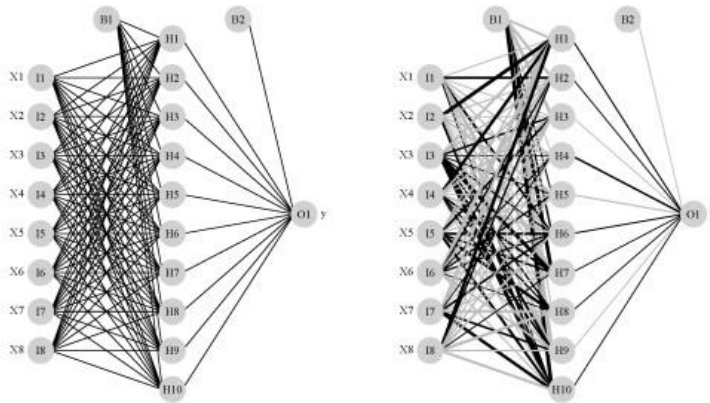 B1 B2 B1 B2
H1 H1
X1 I1 H2 X1 I1 H2
X2 I2 H3 X2 I2 H3
X3 I3 H4 X3 I3 H4
X4 I4 H5 X4 I4 H5
O1 y O1
X5 I5 H6 X5 I5 H6
X6 I6 H7 X6 I6 H7
X7 I7 H8 X7 I7 H8
X8 I8 H9 X8 I8 H9
H10 H10